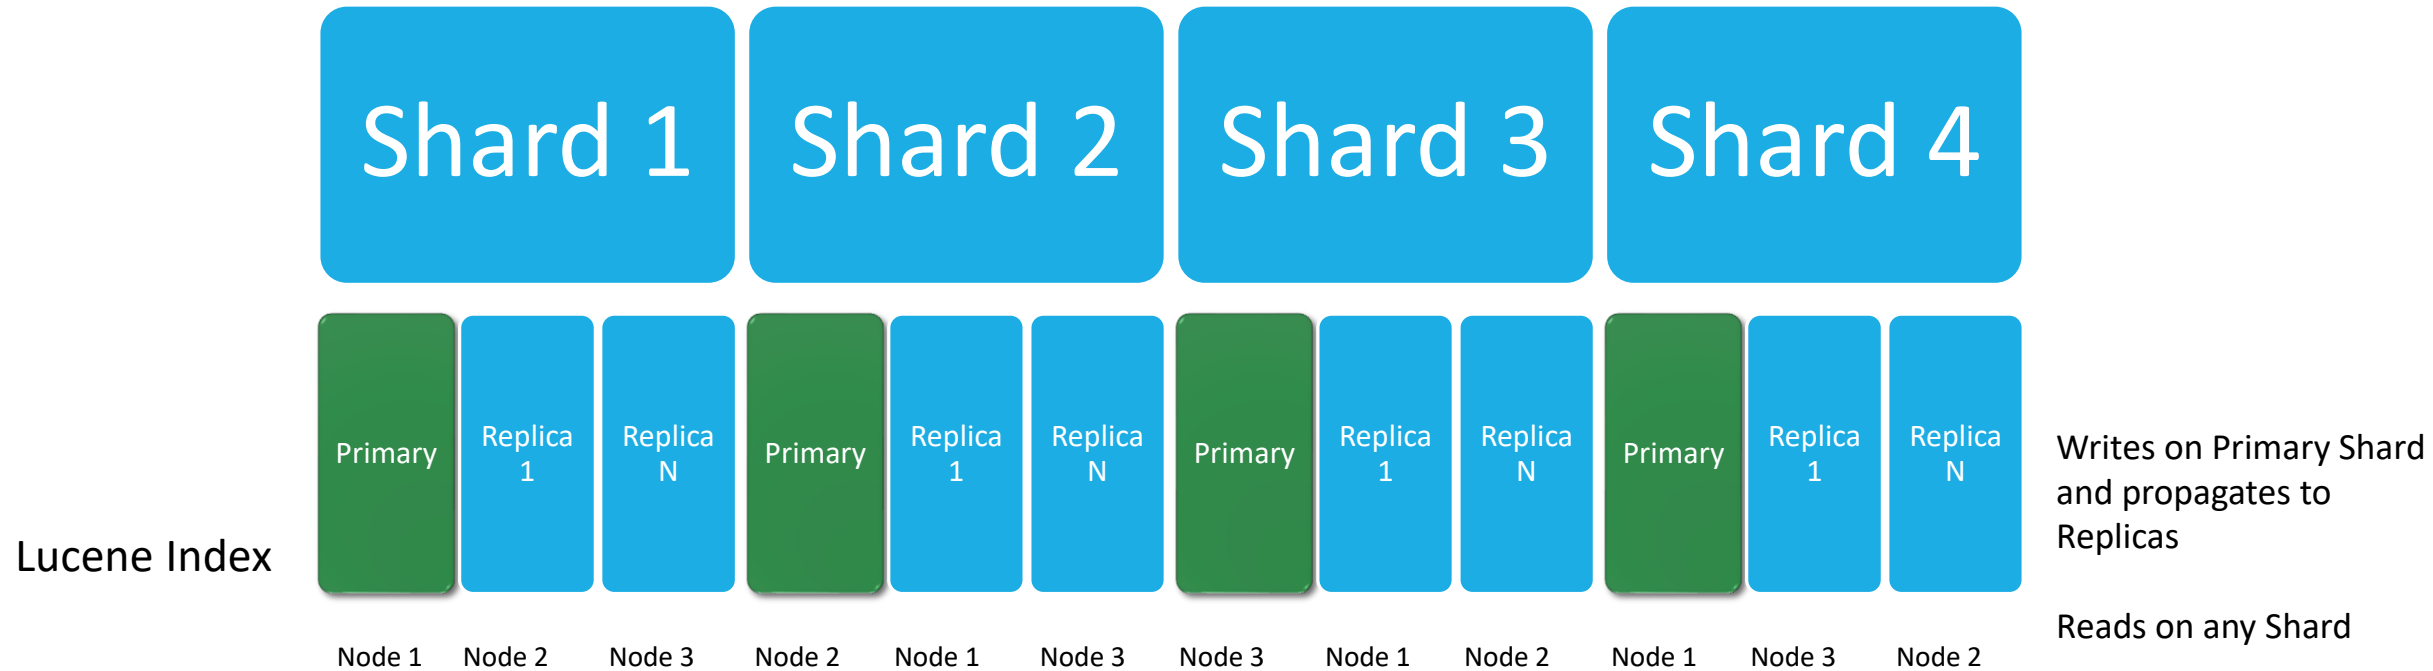 Shard 1
Shard 2
Shard 3
Shard 4
Primary
Replica
1
Replica
N
Primary
Replica
1
Replica
N
Primary
Replica
1
Replica
N
Primary
Replica
1
Replica
N
Lucene Index
Writes on Primary Shard
and propagates to
Replicas
Reads on any Shard
Node 1
Node 2
Node 3
Node 2
Node 1
Node 3
Node 3
Node 1
Node 2
Node 1
Node 3
Node 2